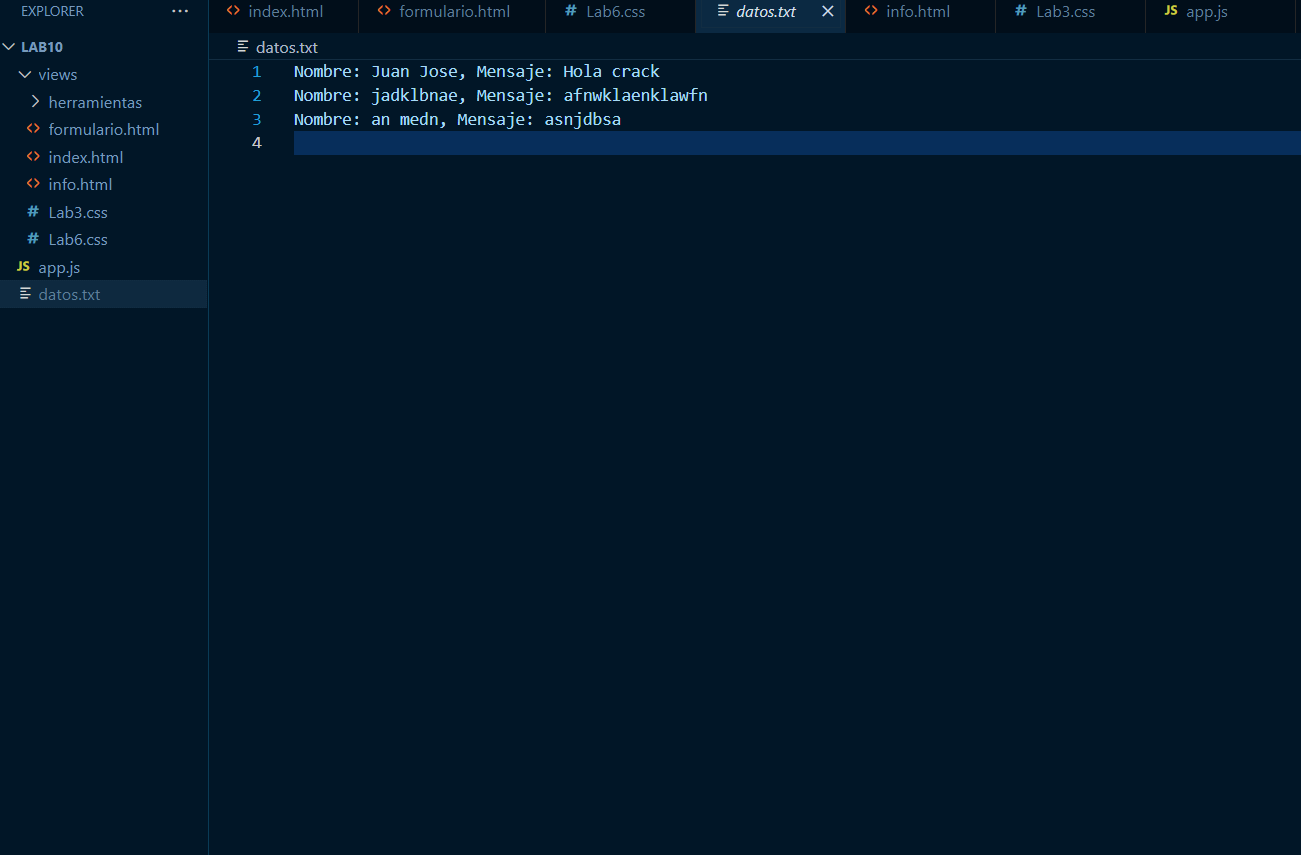 EXPLORER ···
LAB10
views
herramientas
formulario.html
index.html
info.html
Lab3.css
Lab6.css
JS app.js
datos.txt
index.html formulario.html Lab6.css datos.txt info.html Lab3.css JS app.js
datos.txt
1 Nombre: Juan Jose, Mensaje: Hola crack
2 Nombre: jadklbnae, Mensaje: afnwklaenklawfn
3 Nombre: an medn, Mensaje: asnjdbsa
4